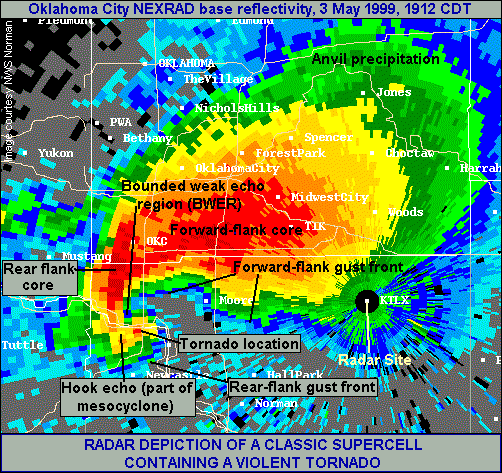 Oklahoma City NEXRAD base reflectivity, 3 May 1999, 1912 CDT
Image courtesy NWS Norman
Piedmont
Edmond
OKLAHOMA
TheVillage
Anvil precipitation
Jones
NicholsHills
PWA
Bethany
Spencer
Yukon
ForestPark
Choctaw
OklahomaCity
Harrah
Bounded weak echo
region (BWER)
MidwestCity
Woods
Forward-flank core
TIK
OKC
Mustang
Rear flank
core
Forward-flank gust front
Moore
KTLX
Tuttle
Tornado location
Radar Site
Newcastle
HallPark
Hook echo (part of
mesocyclone)
Rear-flank gust front
Norman
RADAR DEPICTION OF A CLASSIC SUPERCELL
CONTAINING A VIOLENT TORNADO